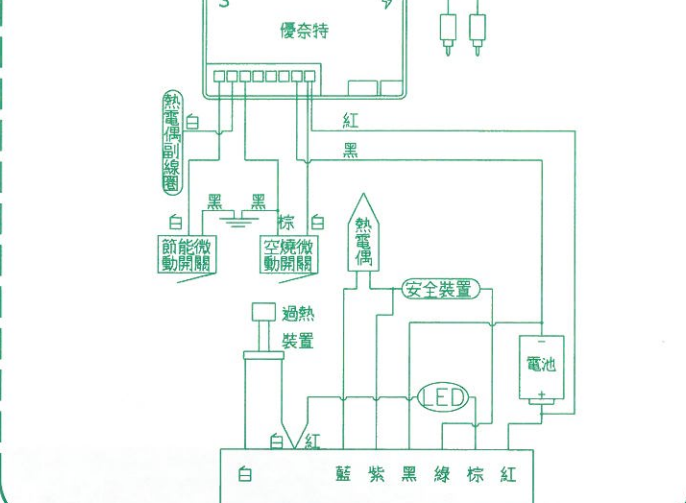 優奈特
熱電偶副線圈
白
紅
黑
黑
黑
白
棕
白
節能微
動開關
空燒微
動開關
熱電偶
安全裝置
過熱
裝置
電池
LED
白
紅
白
藍
紫
黑
綠
棕
紅